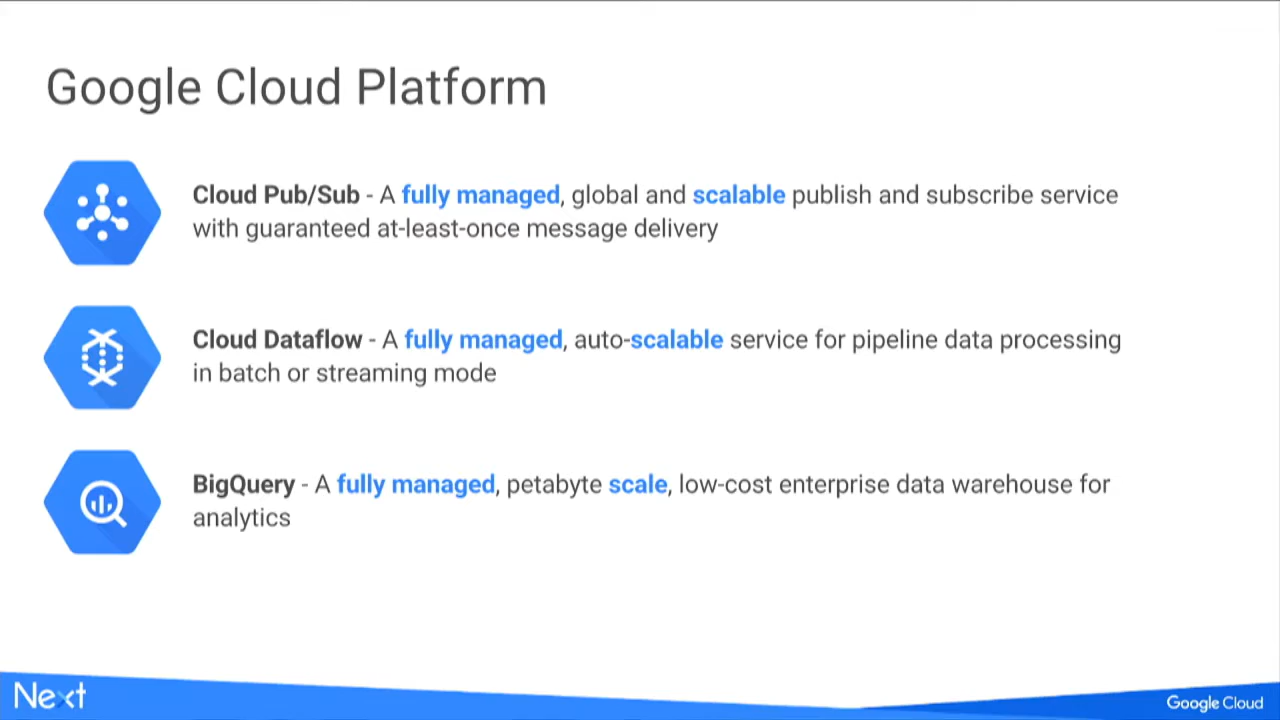 Google Cloud Platform
Cloud Pub/Sub - A fully managed, global and scalable publish and subscribe service
with guaranteed at-least-once message delivery
Cloud Dataflow - A fully managed, auto-scalable service for pipeline data processing
in batch or streaming mode
BigQuery - A fully managed, petabyte scale, low-cost enterprise data warehouse for
analytics
Next
Google Cloud